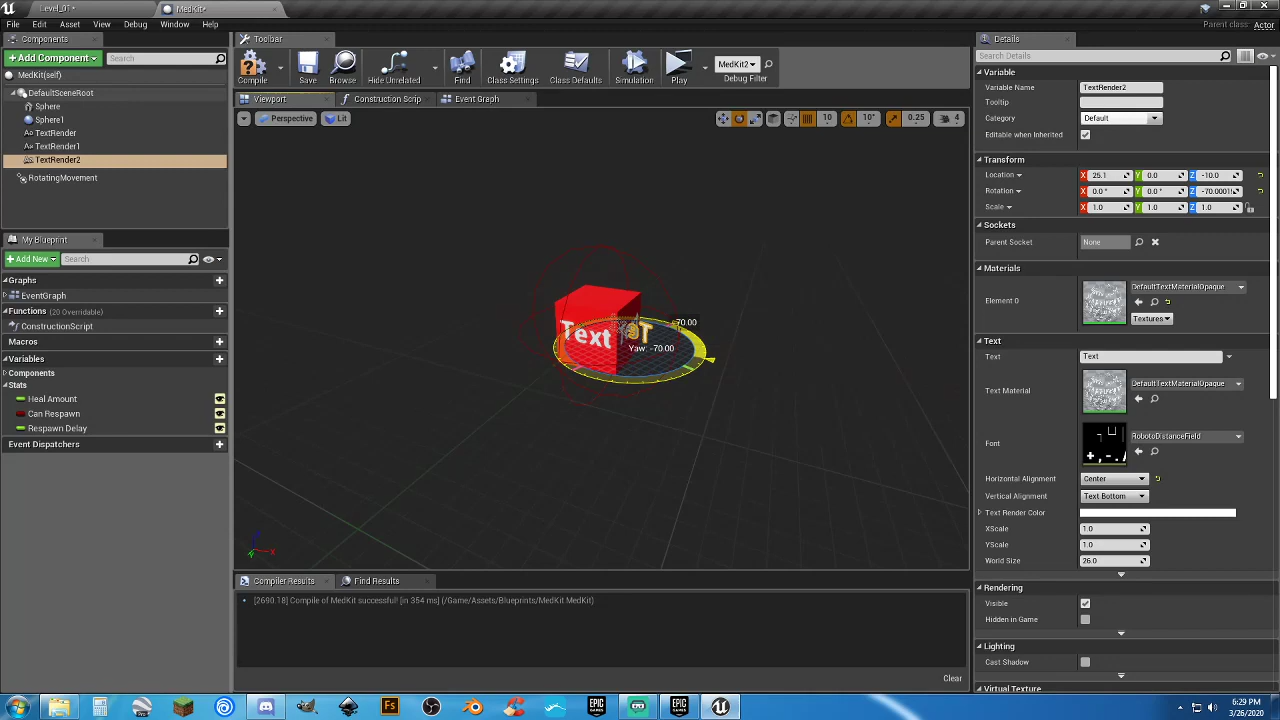 Level_01*
MedKit*
File Edit Asset View Debug Window Help
Parent class: Actor
Components
Toolbar
Details
+Add Component
Search
Search Details
MedKit(self)
Compile
Save
Browse
Hide Unrelated
Find
Class Settings
Class Defaults
Simulation
Play
MedKit2
Debug Filter
DefaultSceneRoot
Sphere
Sphere1
TextRender
TextRender1
TextRender2
RotatingMovement
Viewport
Construction Scrip
Event Graph
Perspective
Lit
10
10°
0.25
4
Variable
Variable Name TextRender2
Tooltip
Category Default
Editable when Inherited
Transform
Location X 25.1 Y 0.0 Z -10.0
Rotation X 0.0 ° Y 0.0 ° Z -70.0001
Scale X 1.0 Y 1.0 Z 1.0
Sockets
Parent Socket None
Materials
Element 0 DefaultTextMaterialOpaque
Textures
Text
Text Text
Text Material DefaultTextMaterialOpaque
Font RobotoDistanceField
Horizontal Alignment Center
Vertical Alignment Text Bottom
Text Render Color
XScale 1.0
YScale 1.0
World Size 26.0
Rendering
Visible
Hidden in Game
Lighting
Cast Shadow
Virtual Texture
My Blueprint
+Add New
Search
Graphs
EventGraph
Functions (20 Overridable)
ConstructionScript
Macros
Variables
Components
Stats
Heal Amount
Can Respawn
Respawn Delay
Event Dispatchers
Text
-70.00
Yaw: -70.00
Z
X
Y
Compiler Results
Find Results
[2690.18] Compile of MedKit successful! [in 354 ms] (/Game/Assets/Blueprints/MedKit.MedKit)
Clear
Pro
Fs
EPIC GAMES
EPIC GAMES
6:29 PM
3/26/2020